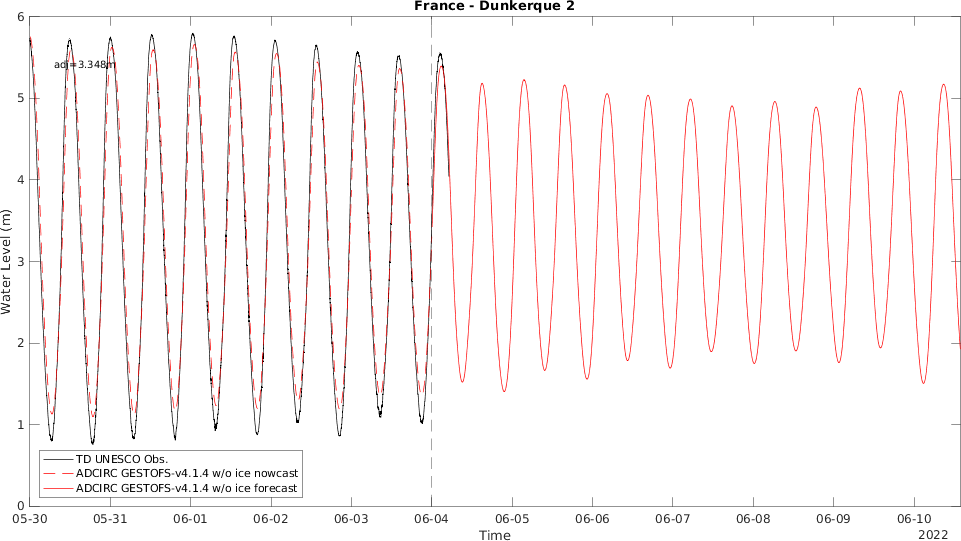 France - Dunkerque 2
adj=3.348m
6
5
4
3
2
1
0
Water Level (m)
TD UNESCO Obs.
ADCIRC GESTOFS-v4.1.4 w/o ice nowcast
ADCIRC GESTOFS-v4.1.4 w/o ice forecast
05-30 05-31 06-01 06-02 06-03 06-04 06-05 06-06 06-07 06-08 06-09 06-10
Time
2022